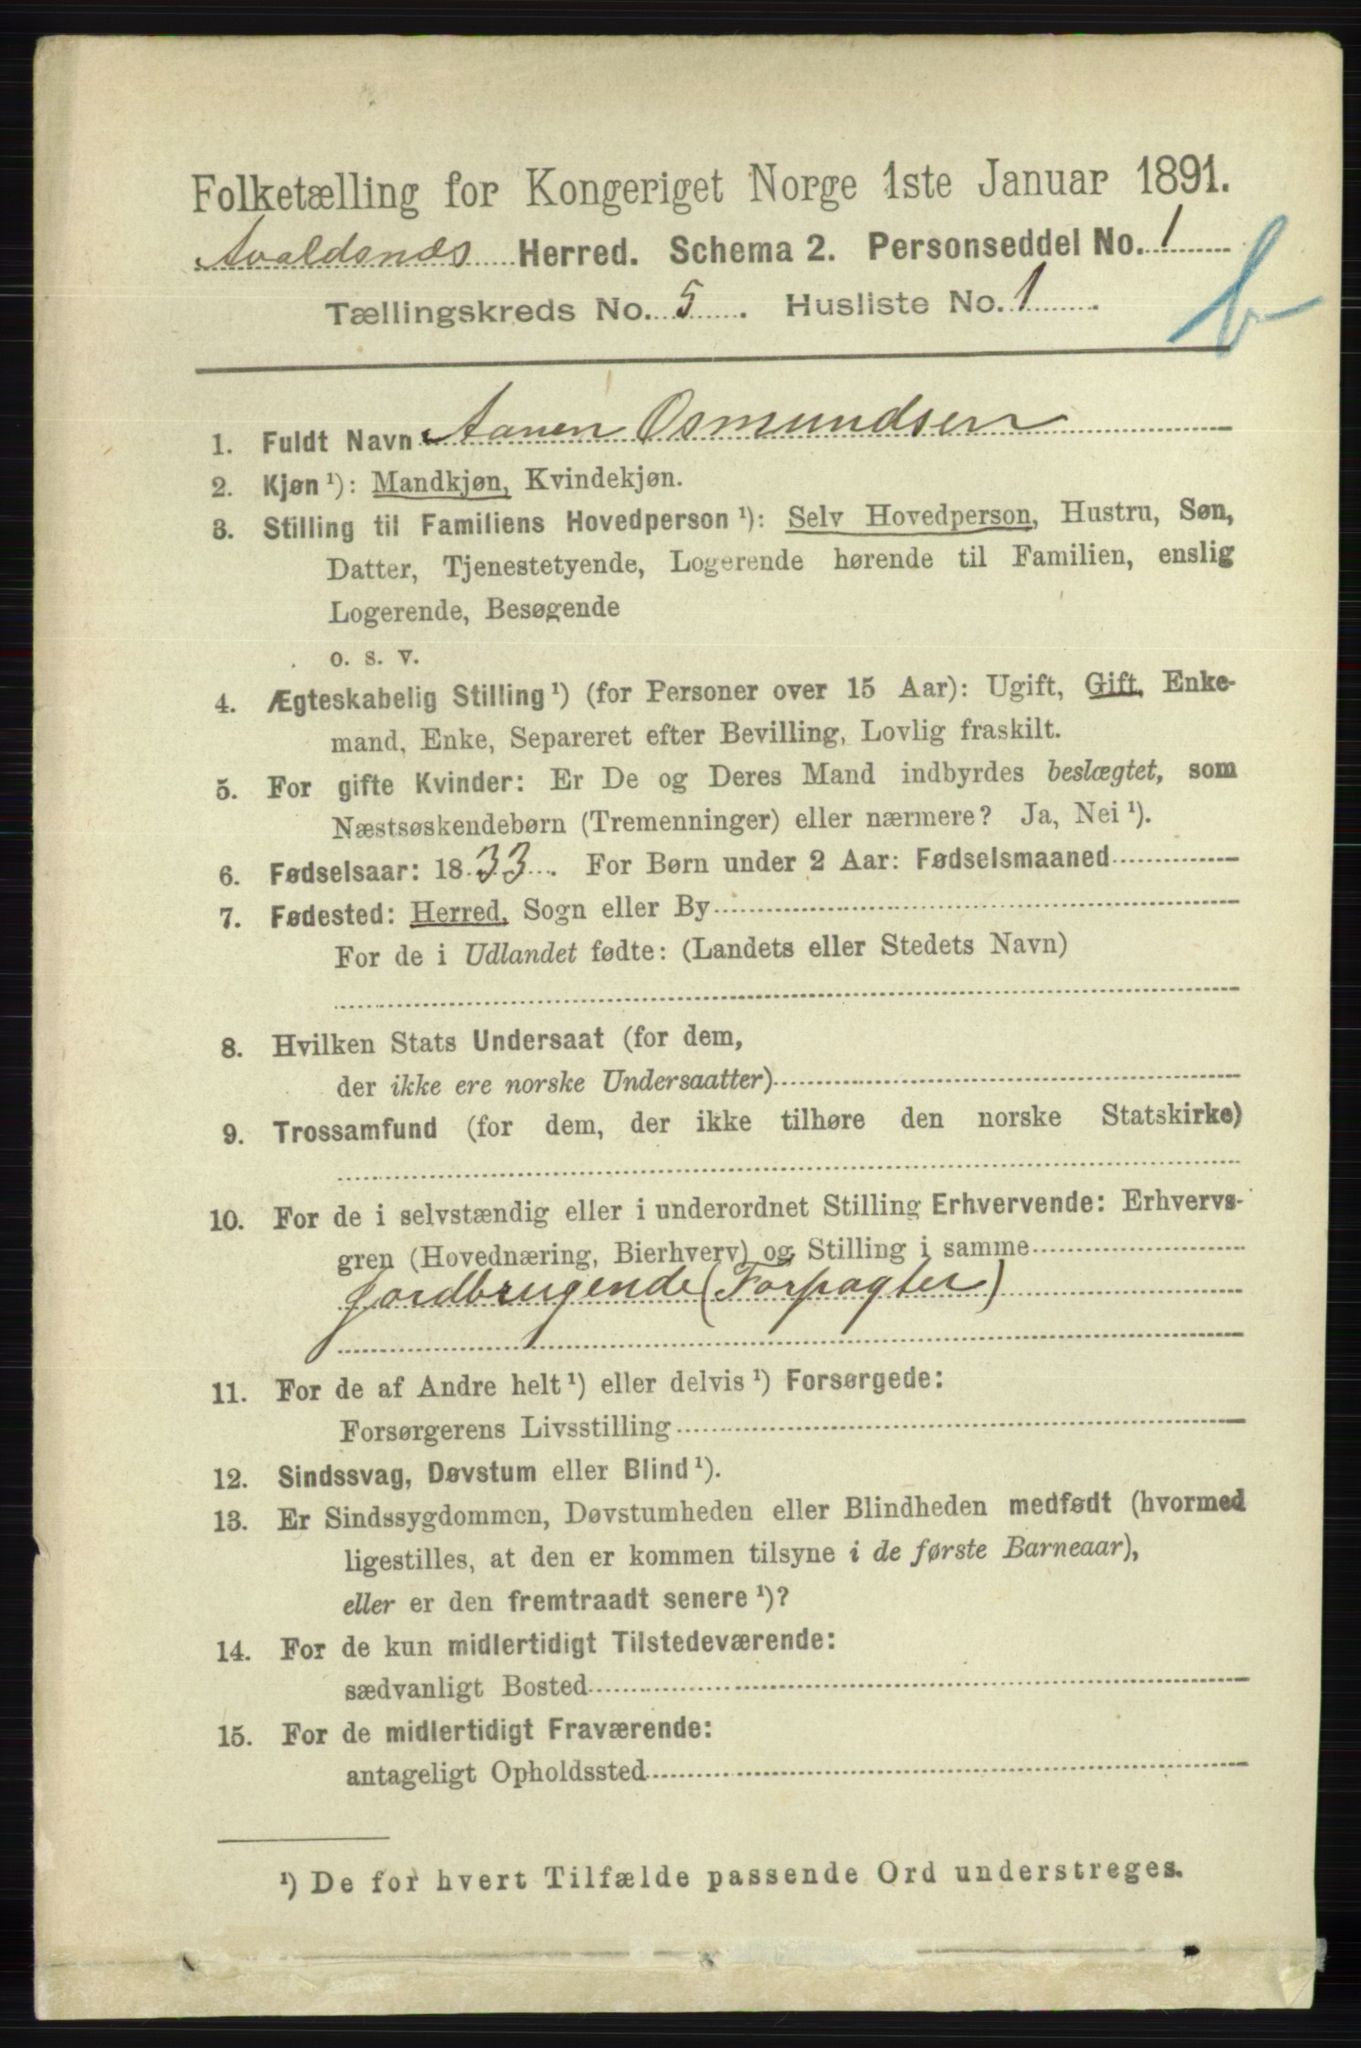 Folketælling for Kongeriget Norge 1ste Januar 1891.
Avaldsnæs Herred. Schema 2. Personseddel No. 1
Tællingskreds No. 5. Husliste No. 1.
b
1. Fuldt Navn Aanen Osmundsen
2. Kjøn ¹): Mandkjøn, Kvindekjøn.
3. Stilling til Familiens Hovedperson ¹): Selv Hovedperson, Hustru, Søn,
Datter, Tjenestetyende, Logerende hørende til Familien, enslig
Logerende, Besøgende
o. s. v.
4. Ægteskabelig Stilling ¹) (for Personer over 15 Aar): Ugift, Gift, Enke-
mand, Enke, Separeret efter Bevilling, Lovlig fraskilt.
5. For gifte Kvinder: Er De og Deres Mand indbyrdes beslægtet, som
Næstsøskendebørn (Tremenninger) eller nærmere? Ja, Nei ¹).
6. Fødselsaar: 1833. For Børn under 2 Aar: Fødselsmaaned
7. Fødested: Herred, Sogn eller By
For de i Udlandet fødte: (Landets eller Stedets Navn)
8. Hvilken Stats Undersaat (for dem,
der ikke ere norske Undersaatter)
9. Trossamfund (for dem, der ikke tilhøre den norske Statskirke)
10. For de i selvstændig eller i underordnet Stilling Erhvervende: Erhvervs-
gren (Hovednæring, Bierhverv) og Stilling i samme
Jordbrugende (Forpagter)
11. For de af Andre helt ¹) eller delvis ¹) Forsørgede:
Forsørgerens Livsstilling
12. Sindssvag, Døvstum eller Blind ¹).
13. Er Sindssygdommen, Døvstumheden eller Blindheden medfødt (hvormed
ligestilles, at den er kommen tilsyne i de første Barneaar),
eller er den fremtraadt senere ¹)?
14. For de kun midlertidigt Tilstedeværende:
sædvanligt Bosted
15. For de midlertidigt Fraværende:
antageligt Opholdssted
¹) De for hvert Tilfælde passende Ord understreges.